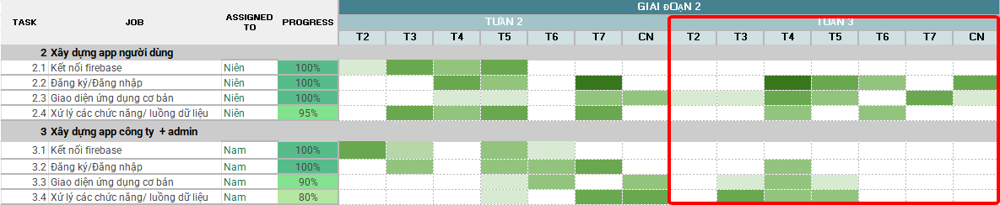 GIAI ĐOẠN 2
TASK JOB ASSIGNED TO PROGRESS TUẦN 2 TUẦN 3
T2 T3 T4 T5 T6 T7 CN T2 T3 T4 T5 T6 T7 CN
2 Xây dựng app người dùng
2.1 Kết nối firebase Niên 100%
2.2 Đăng ký/Đăng nhập Niên 100%
2.3 Giao diện ứng dụng cơ bản Niên 100%
2.4 Xử lý các chức năng/ luồng dữ liệu Niên 95%
3 Xây dựng app công ty + admin
3.1 Kết nối firebase Nam 100%
3.2 Đăng ký/Đăng nhập Nam 100%
3.3 Giao diện ứng dụng cơ bản Nam 90%
3.4 Xử lý các chức năng/ luồng dữ liệu Nam 80%